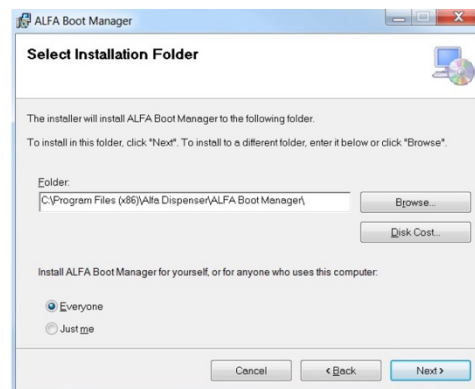 ALFA Boot Manager
Select Installation Folder
The installer will install ALFA Boot Manager to the following folder.
To install in this folder, click "Next". To install to a different folder, enter it below or click "Browse".
Folder:
C:\Program Files (x86)\Alfa Dispenser\ALFA Boot Manager\
Browse...
Disk Cost...
Install ALFA Boot Manager for yourself, or for anyone who uses this computer:
Everyone
Just me
Cancel
< Back
Next >